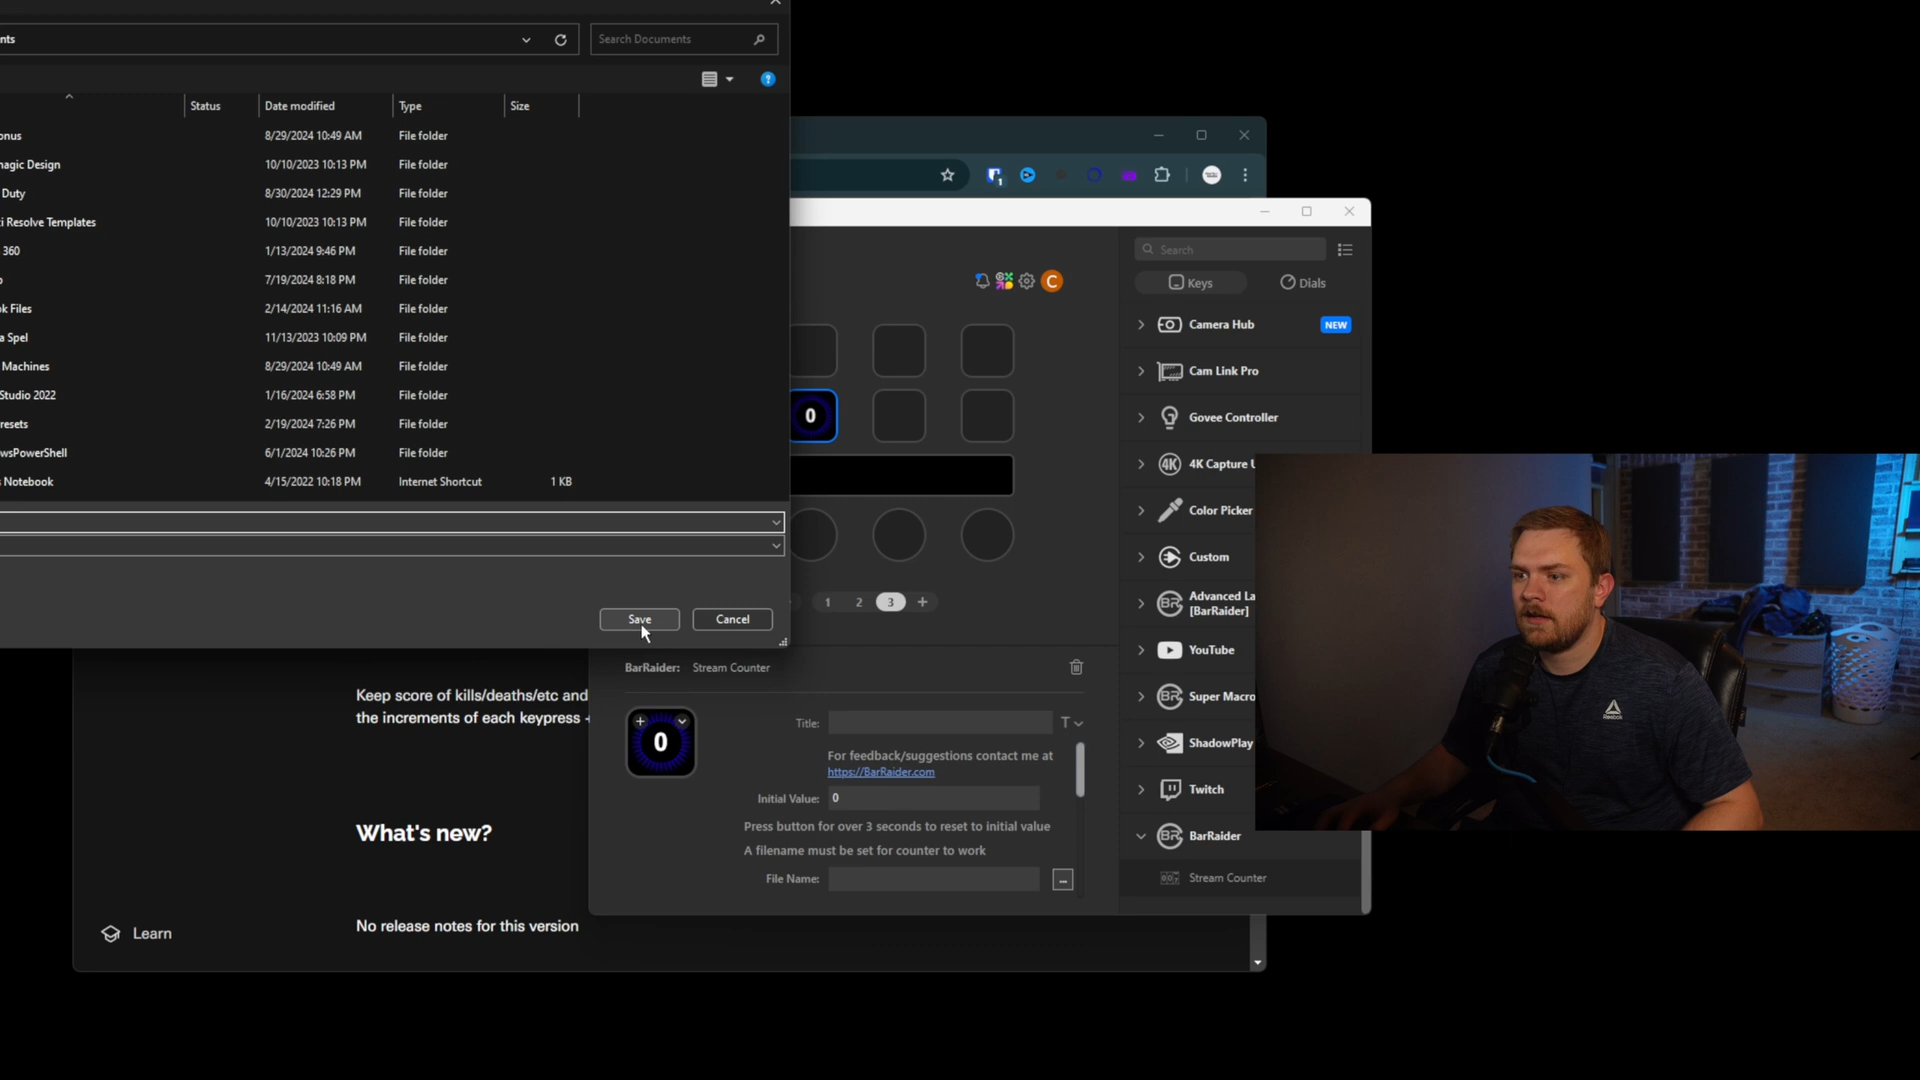 nts
Search Documents
Status
Date modified
Type
Size
onus
8/29/2024 10:49 AM
File folder
nagic Design
10/10/2023 10:13 PM
File folder
Duty
8/30/2024 12:29 PM
File folder
i Resolve Templates
10/10/2023 10:13 PM
File folder
360
1/13/2024 9:46 PM
File folder
o
7/19/2024 8:18 PM
File folder
ok Files
2/14/2024 11:16 AM
File folder
a Spel
11/13/2023 10:09 PM
File folder
Machines
8/29/2024 10:49 AM
File folder
Studio 2022
1/16/2024 6:58 PM
File folder
resets
2/19/2024 7:26 PM
File folder
wsPowerShell
6/1/2024 10:26 PM
File folder
s Notebook
4/15/2022 10:18 PM
Internet Shortcut
1 KB
Save
Cancel
1
C
0
1
2
3
+
Search
Keys
Dials
Camera Hub
NEW
Cam Link Pro
Govee Controller
4K
4K Capture U
Color Picker
Custom
BR
Advanced La
[BarRaider]
YouTube
BR
Super Macro
ShadowPlay
Twitch
BR
BarRaider
Stream Counter
BarRaider:
Stream Counter
0
Title:
T
For feedback/suggestions contact me at
https://BarRaider.com
Initial Value:
0
Press button for over 3 seconds to reset to initial value
A filename must be set for counter to work
File Name:
...
Keep score of kills/deaths/etc and
the increments of each keypress +
What's new?
No release notes for this version
Learn
Reebok